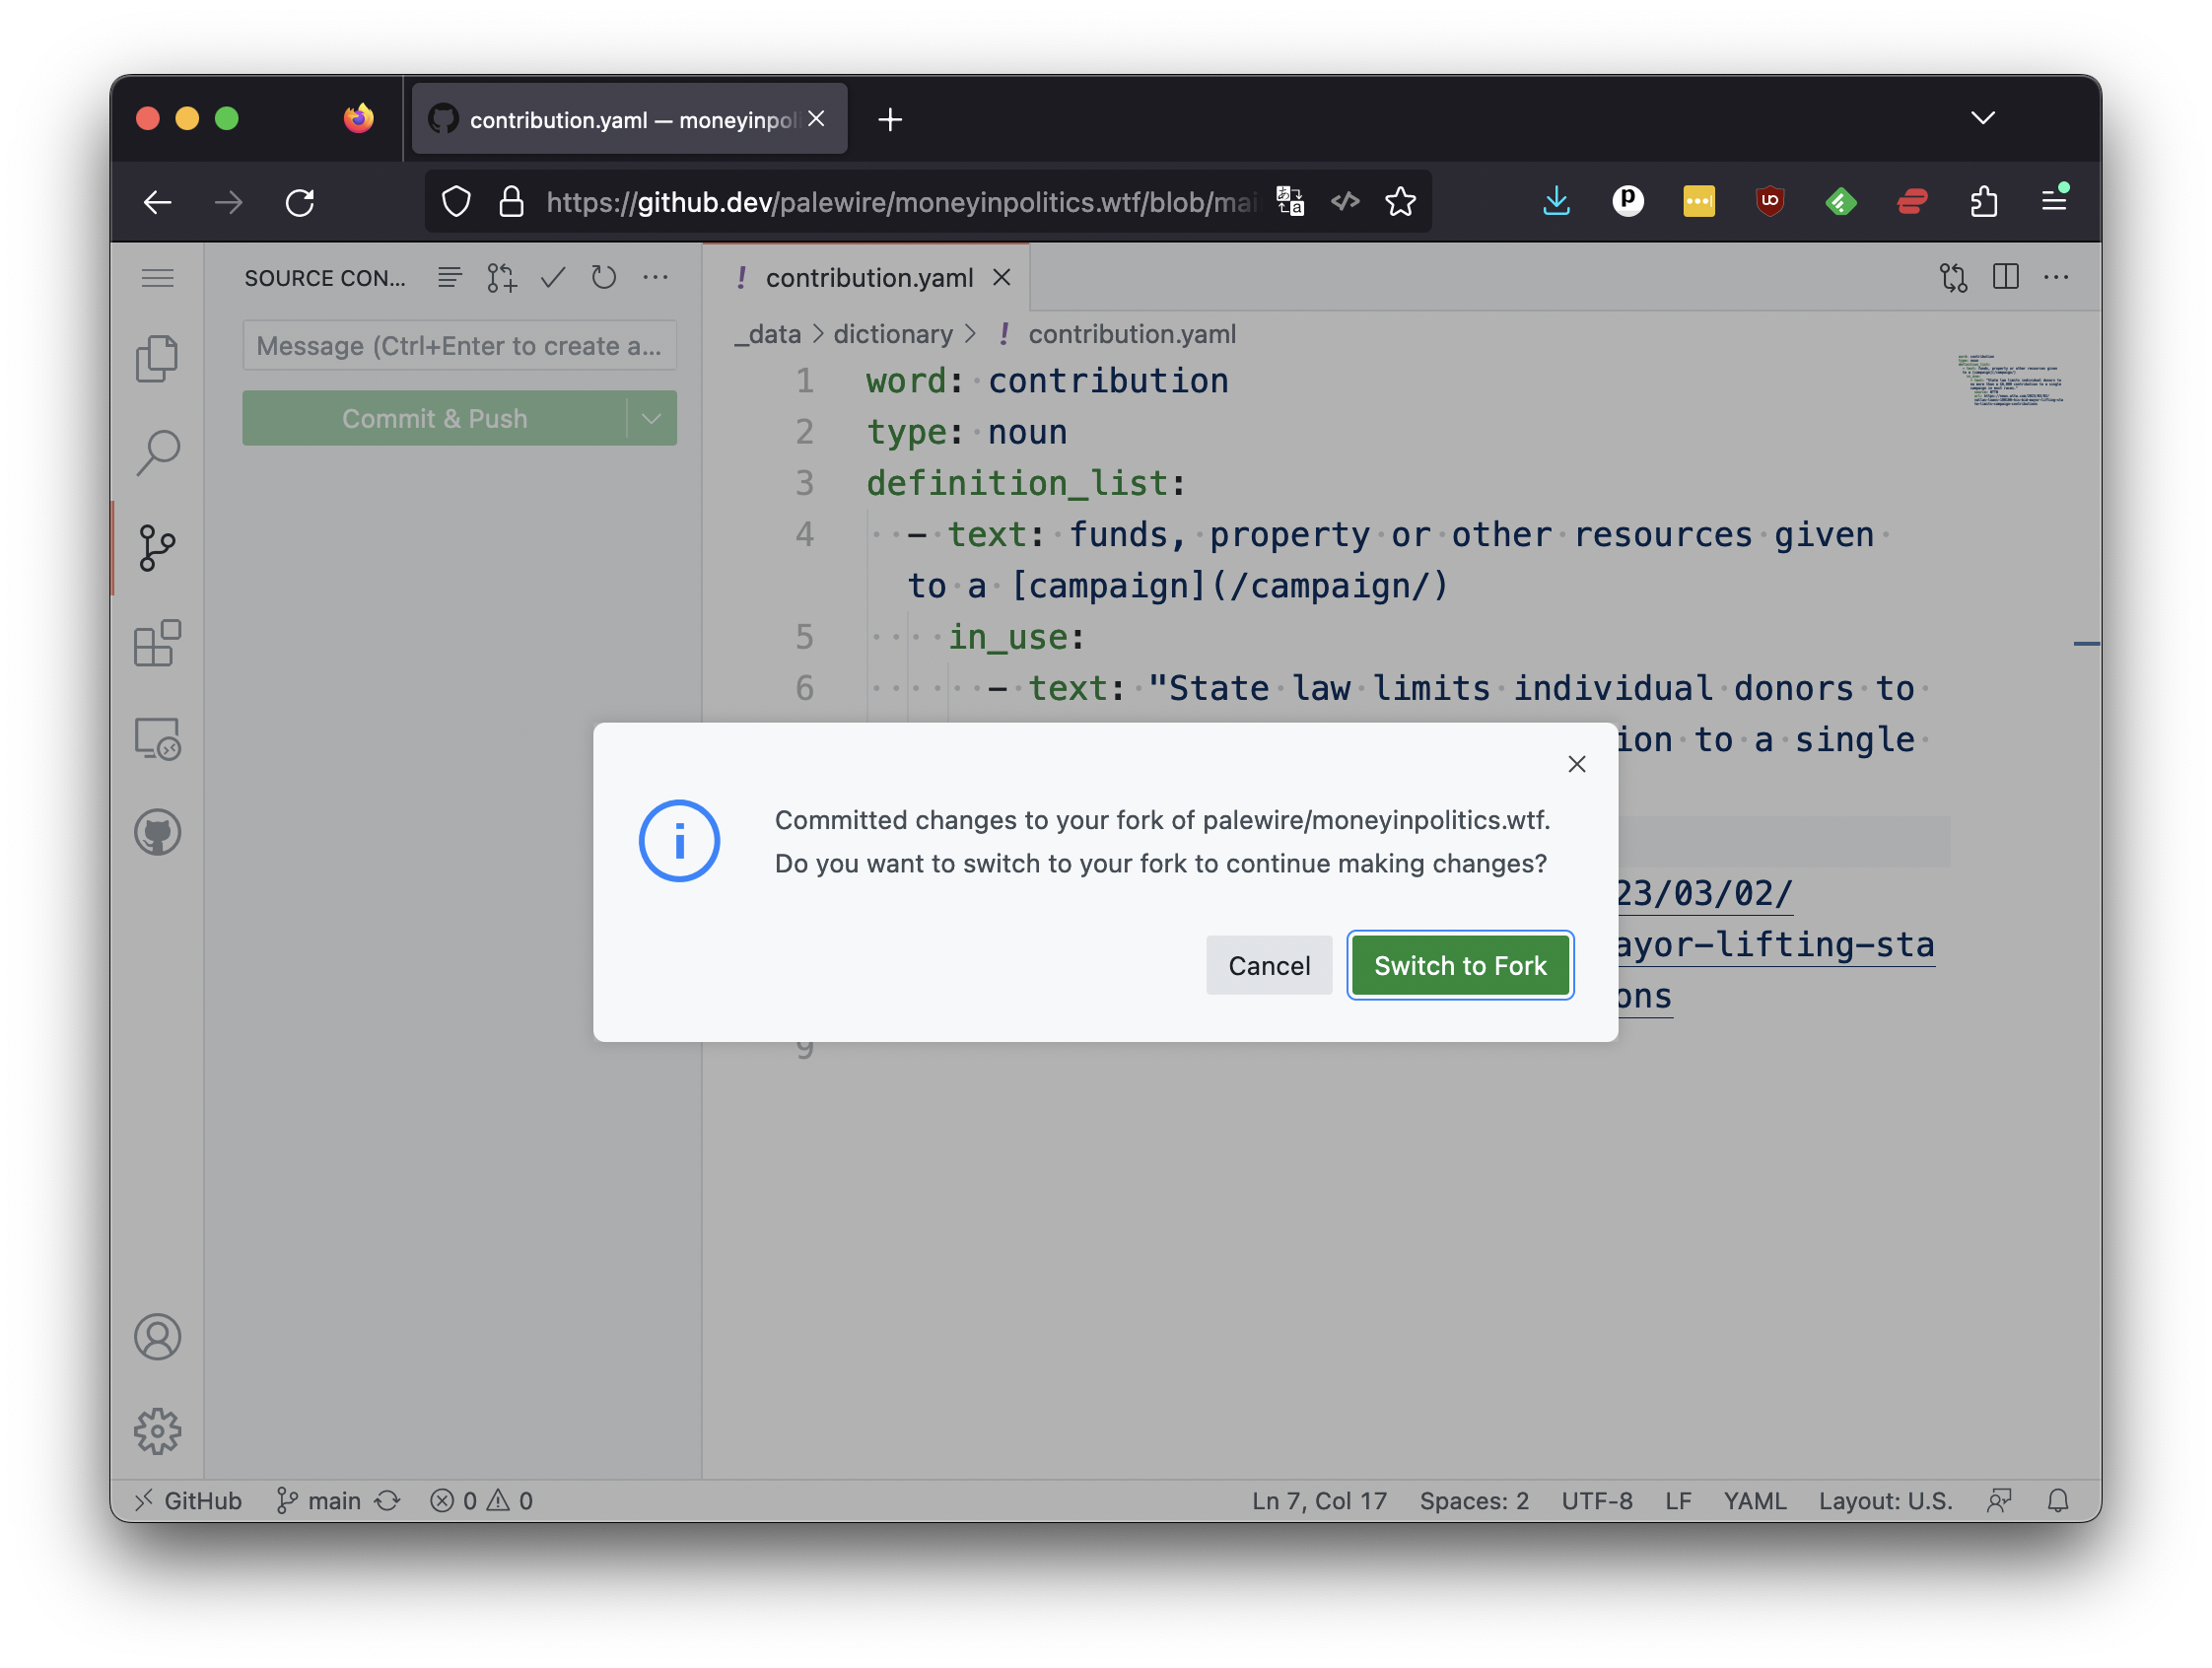 contribution.yaml — moneyinpoli
https://github.dev/palewire/moneyinpolitics.wtf/blob/mai
SOURCE CON...
contribution.yaml
Message (Ctrl+Enter to create a...
Commit & Push
_data > dictionary > ! contribution.yaml
1 word: contribution
2 type: noun
3 definition_list:
4 - text: funds, property or other resources given
to a [campaign](/campaign/)
5 in_use:
6 - text: "State law limits individual donors to
ion to a single
Committed changes to your fork of palewire/moneyinpolitics.wtf.
Do you want to switch to your fork to continue making changes?
23/03/02/
ayor-lifting-sta
ons
Cancel
Switch to Fork
9
GitHub main 0 0
Ln 7, Col 17 Spaces: 2 UTF-8 LF YAML Layout: U.S.